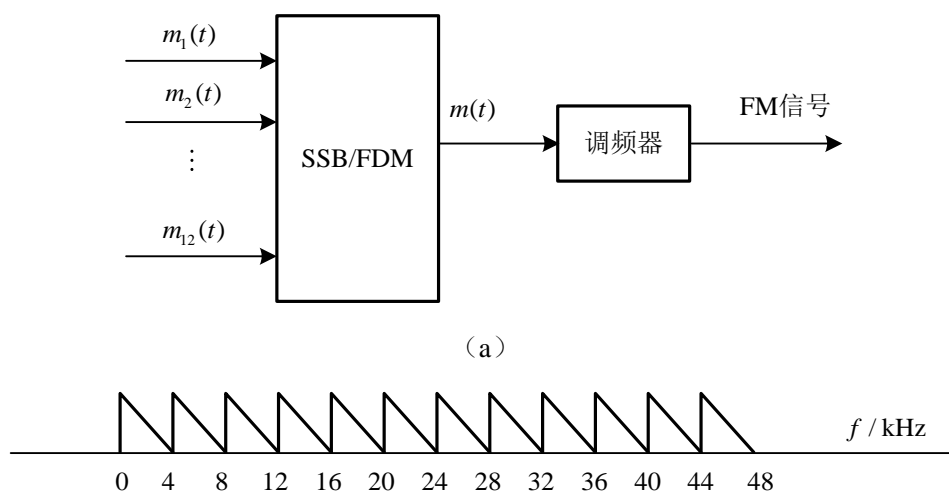 m₁(t)
m₂(t)
⋮
m₁₂(t)
SSB/FDM
m(t)
调频器
FM信号
（a）
f / kHz
0 4 8 12 16 20 24 28 32 36 40 44 48